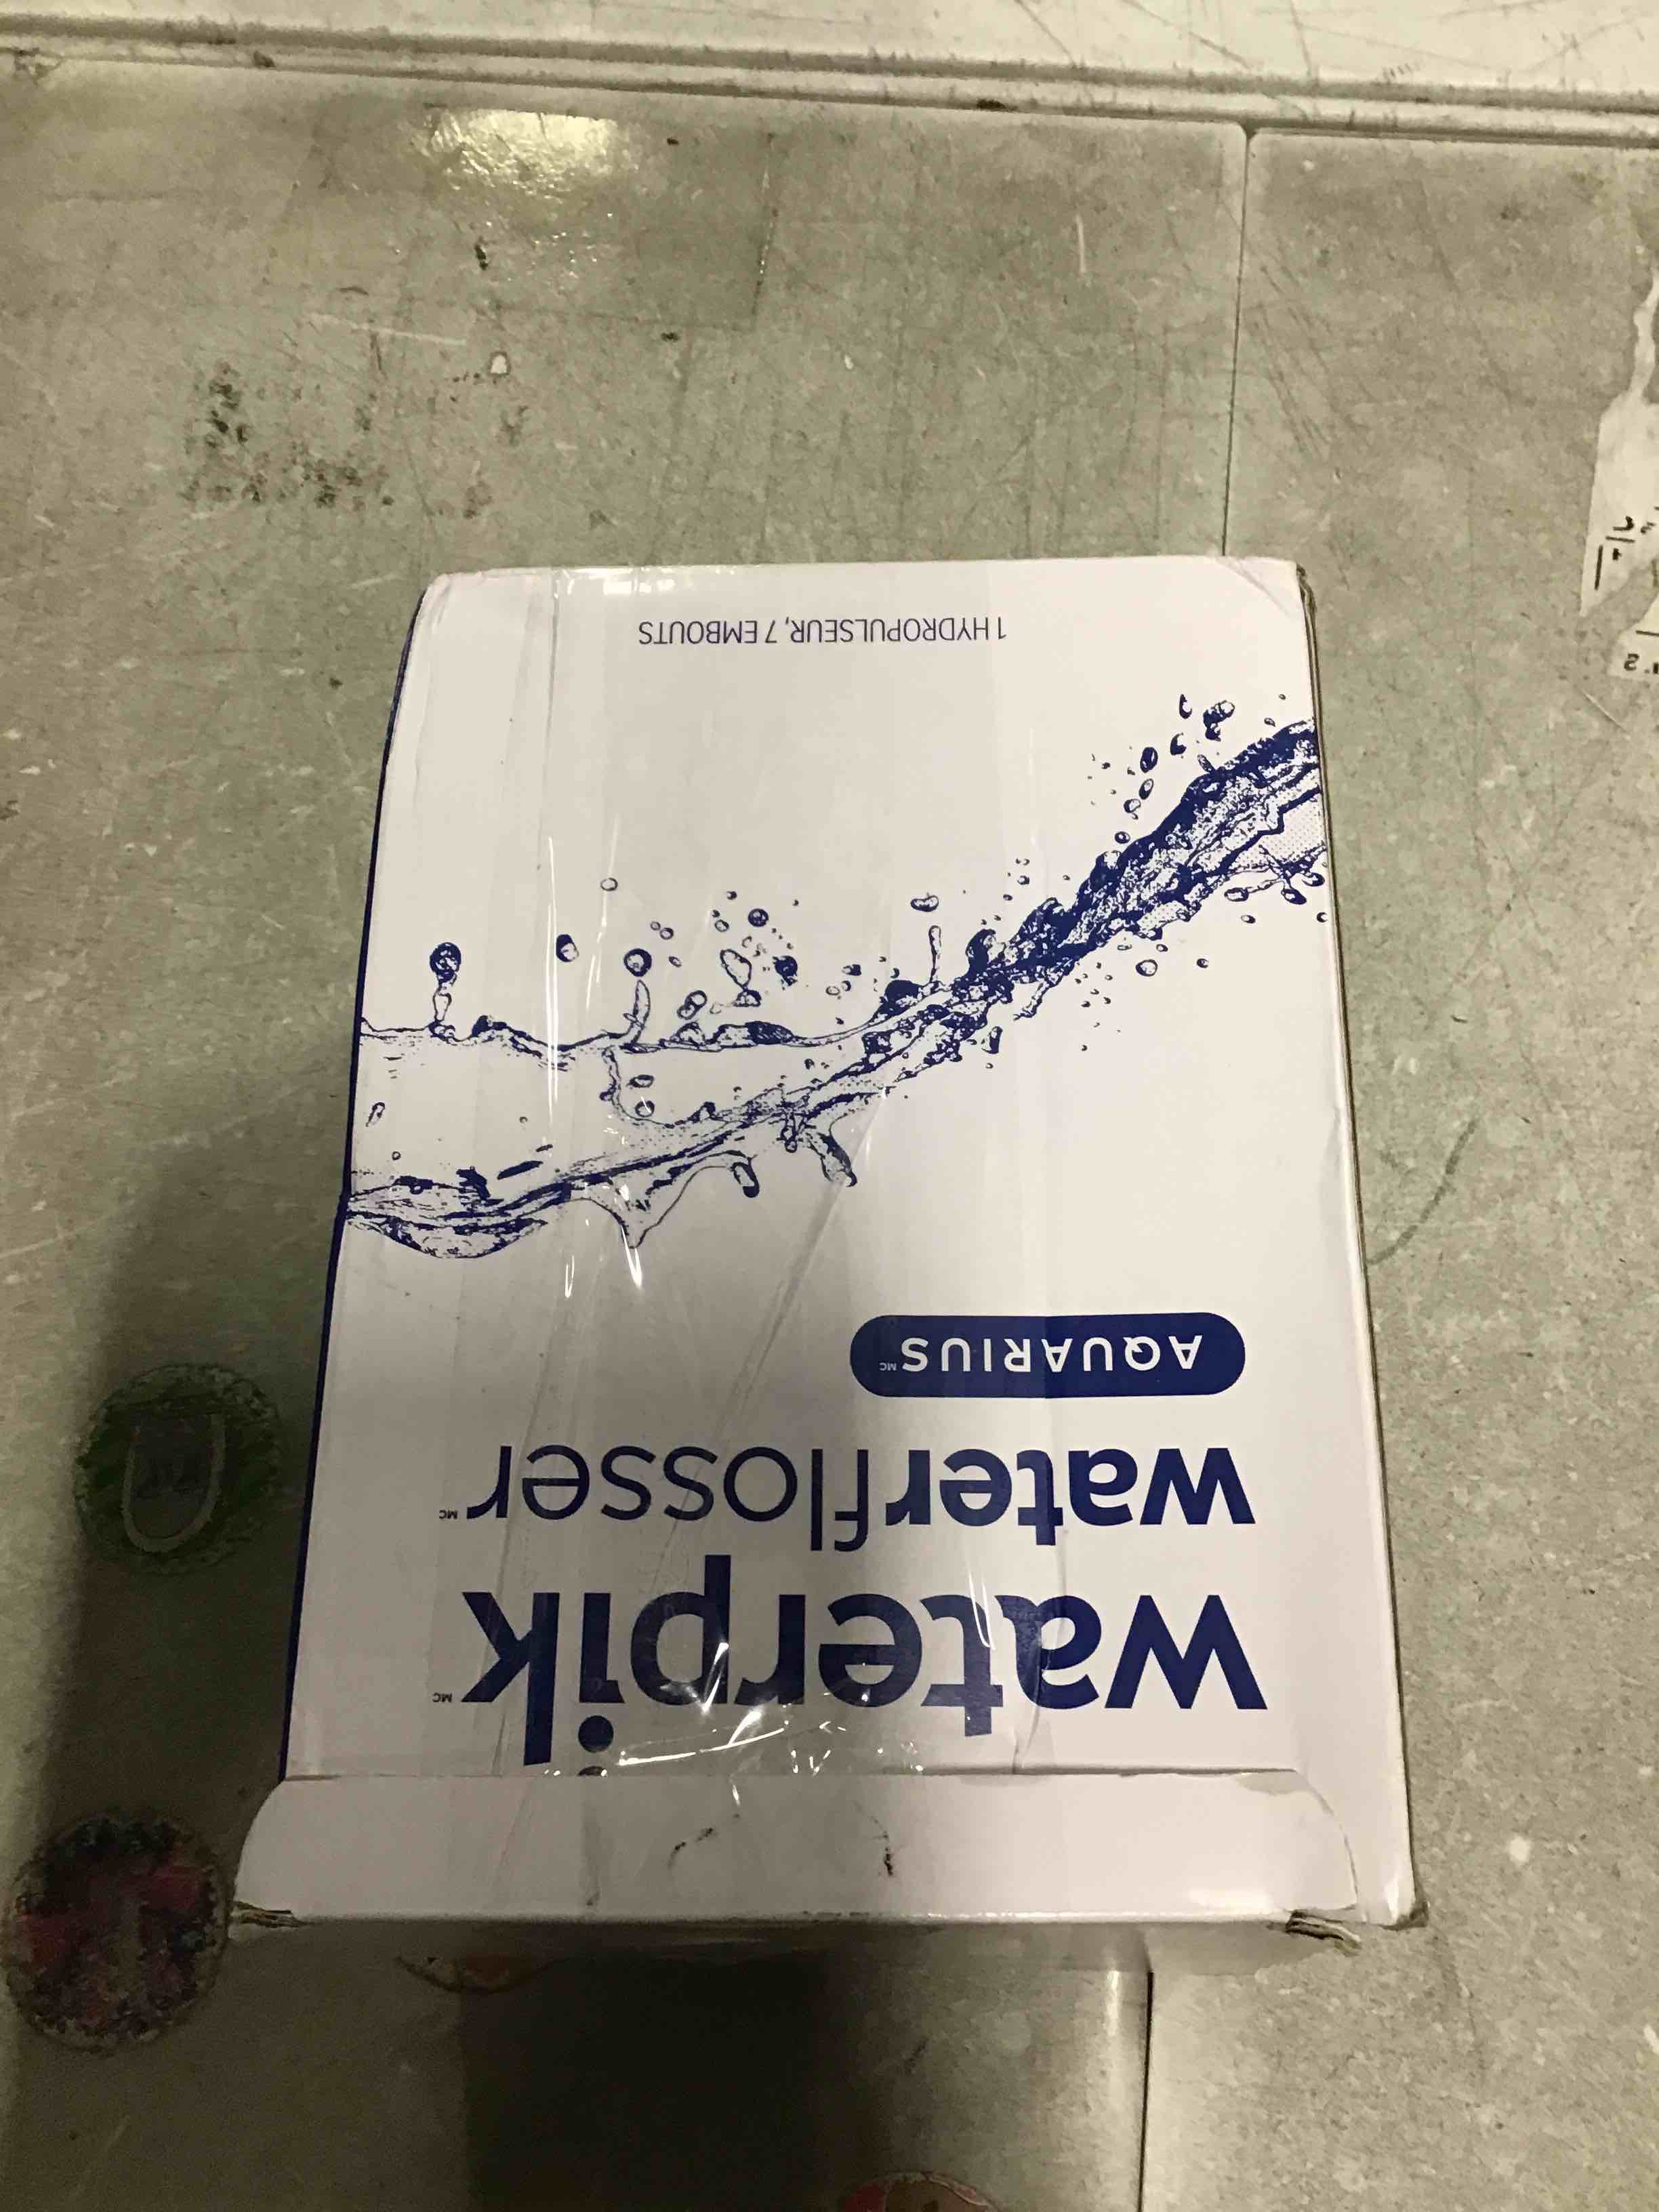 waterpik MC
waterflosser MC
AQUARIUS MC
1 HYDROPULSEUR, 7 EMBOUTS